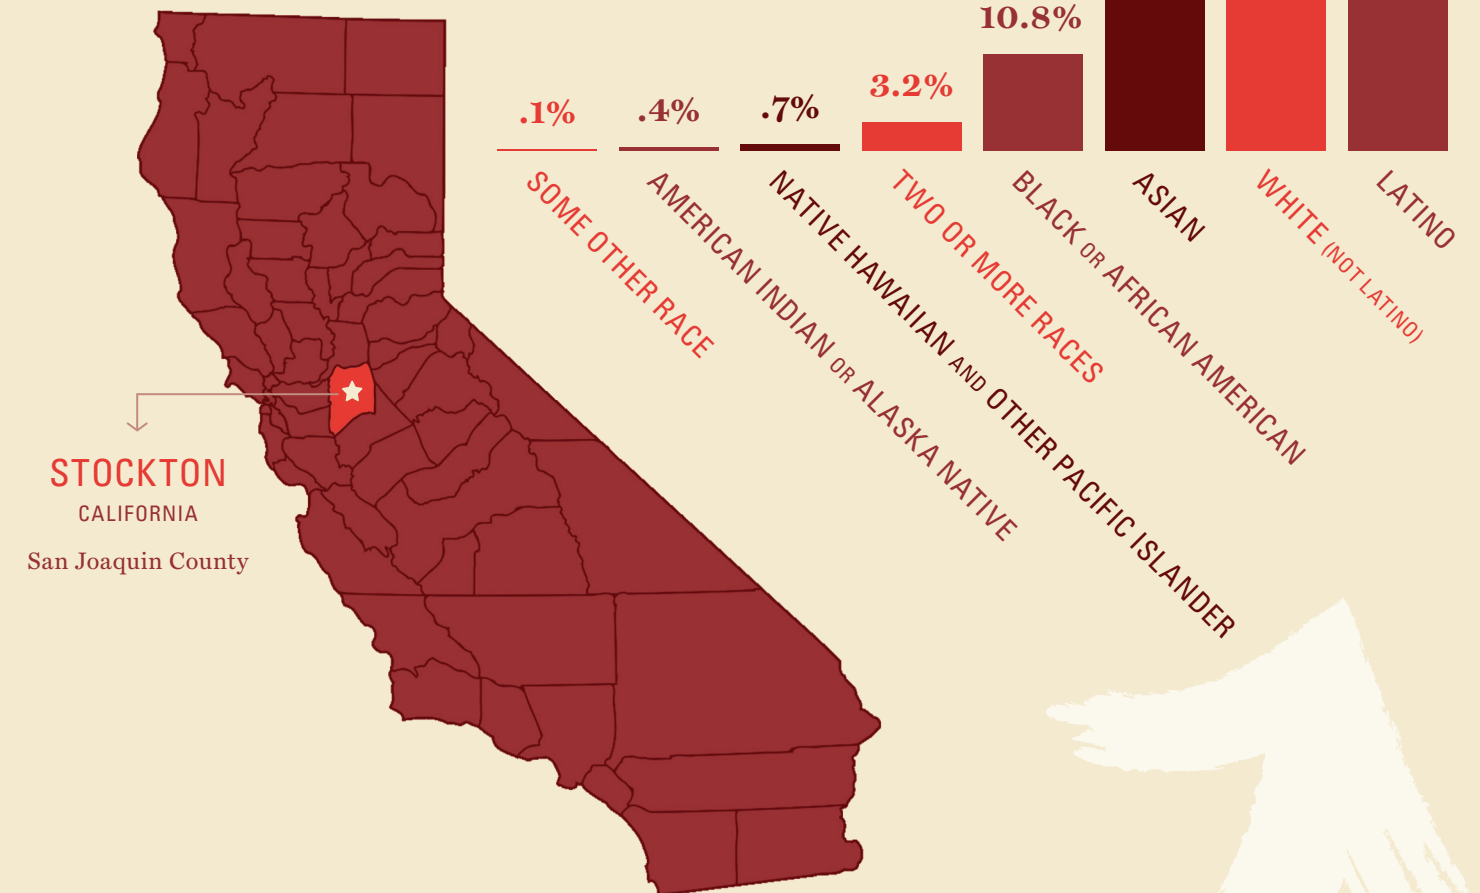 10.8%
3.2%
.7%
.4%
.1%
SOME OTHER RACE
AMERICAN INDIAN OR ALASKA NATIVE
NATIVE HAWAIIAN AND OTHER PACIFIC ISLANDER
TWO OR MORE RACES
BLACK OR AFRICAN AMERICAN
ASIAN
WHITE (NOT LATINO)
LATINO
STOCKTON
CALIFORNIA
San Joaquin County